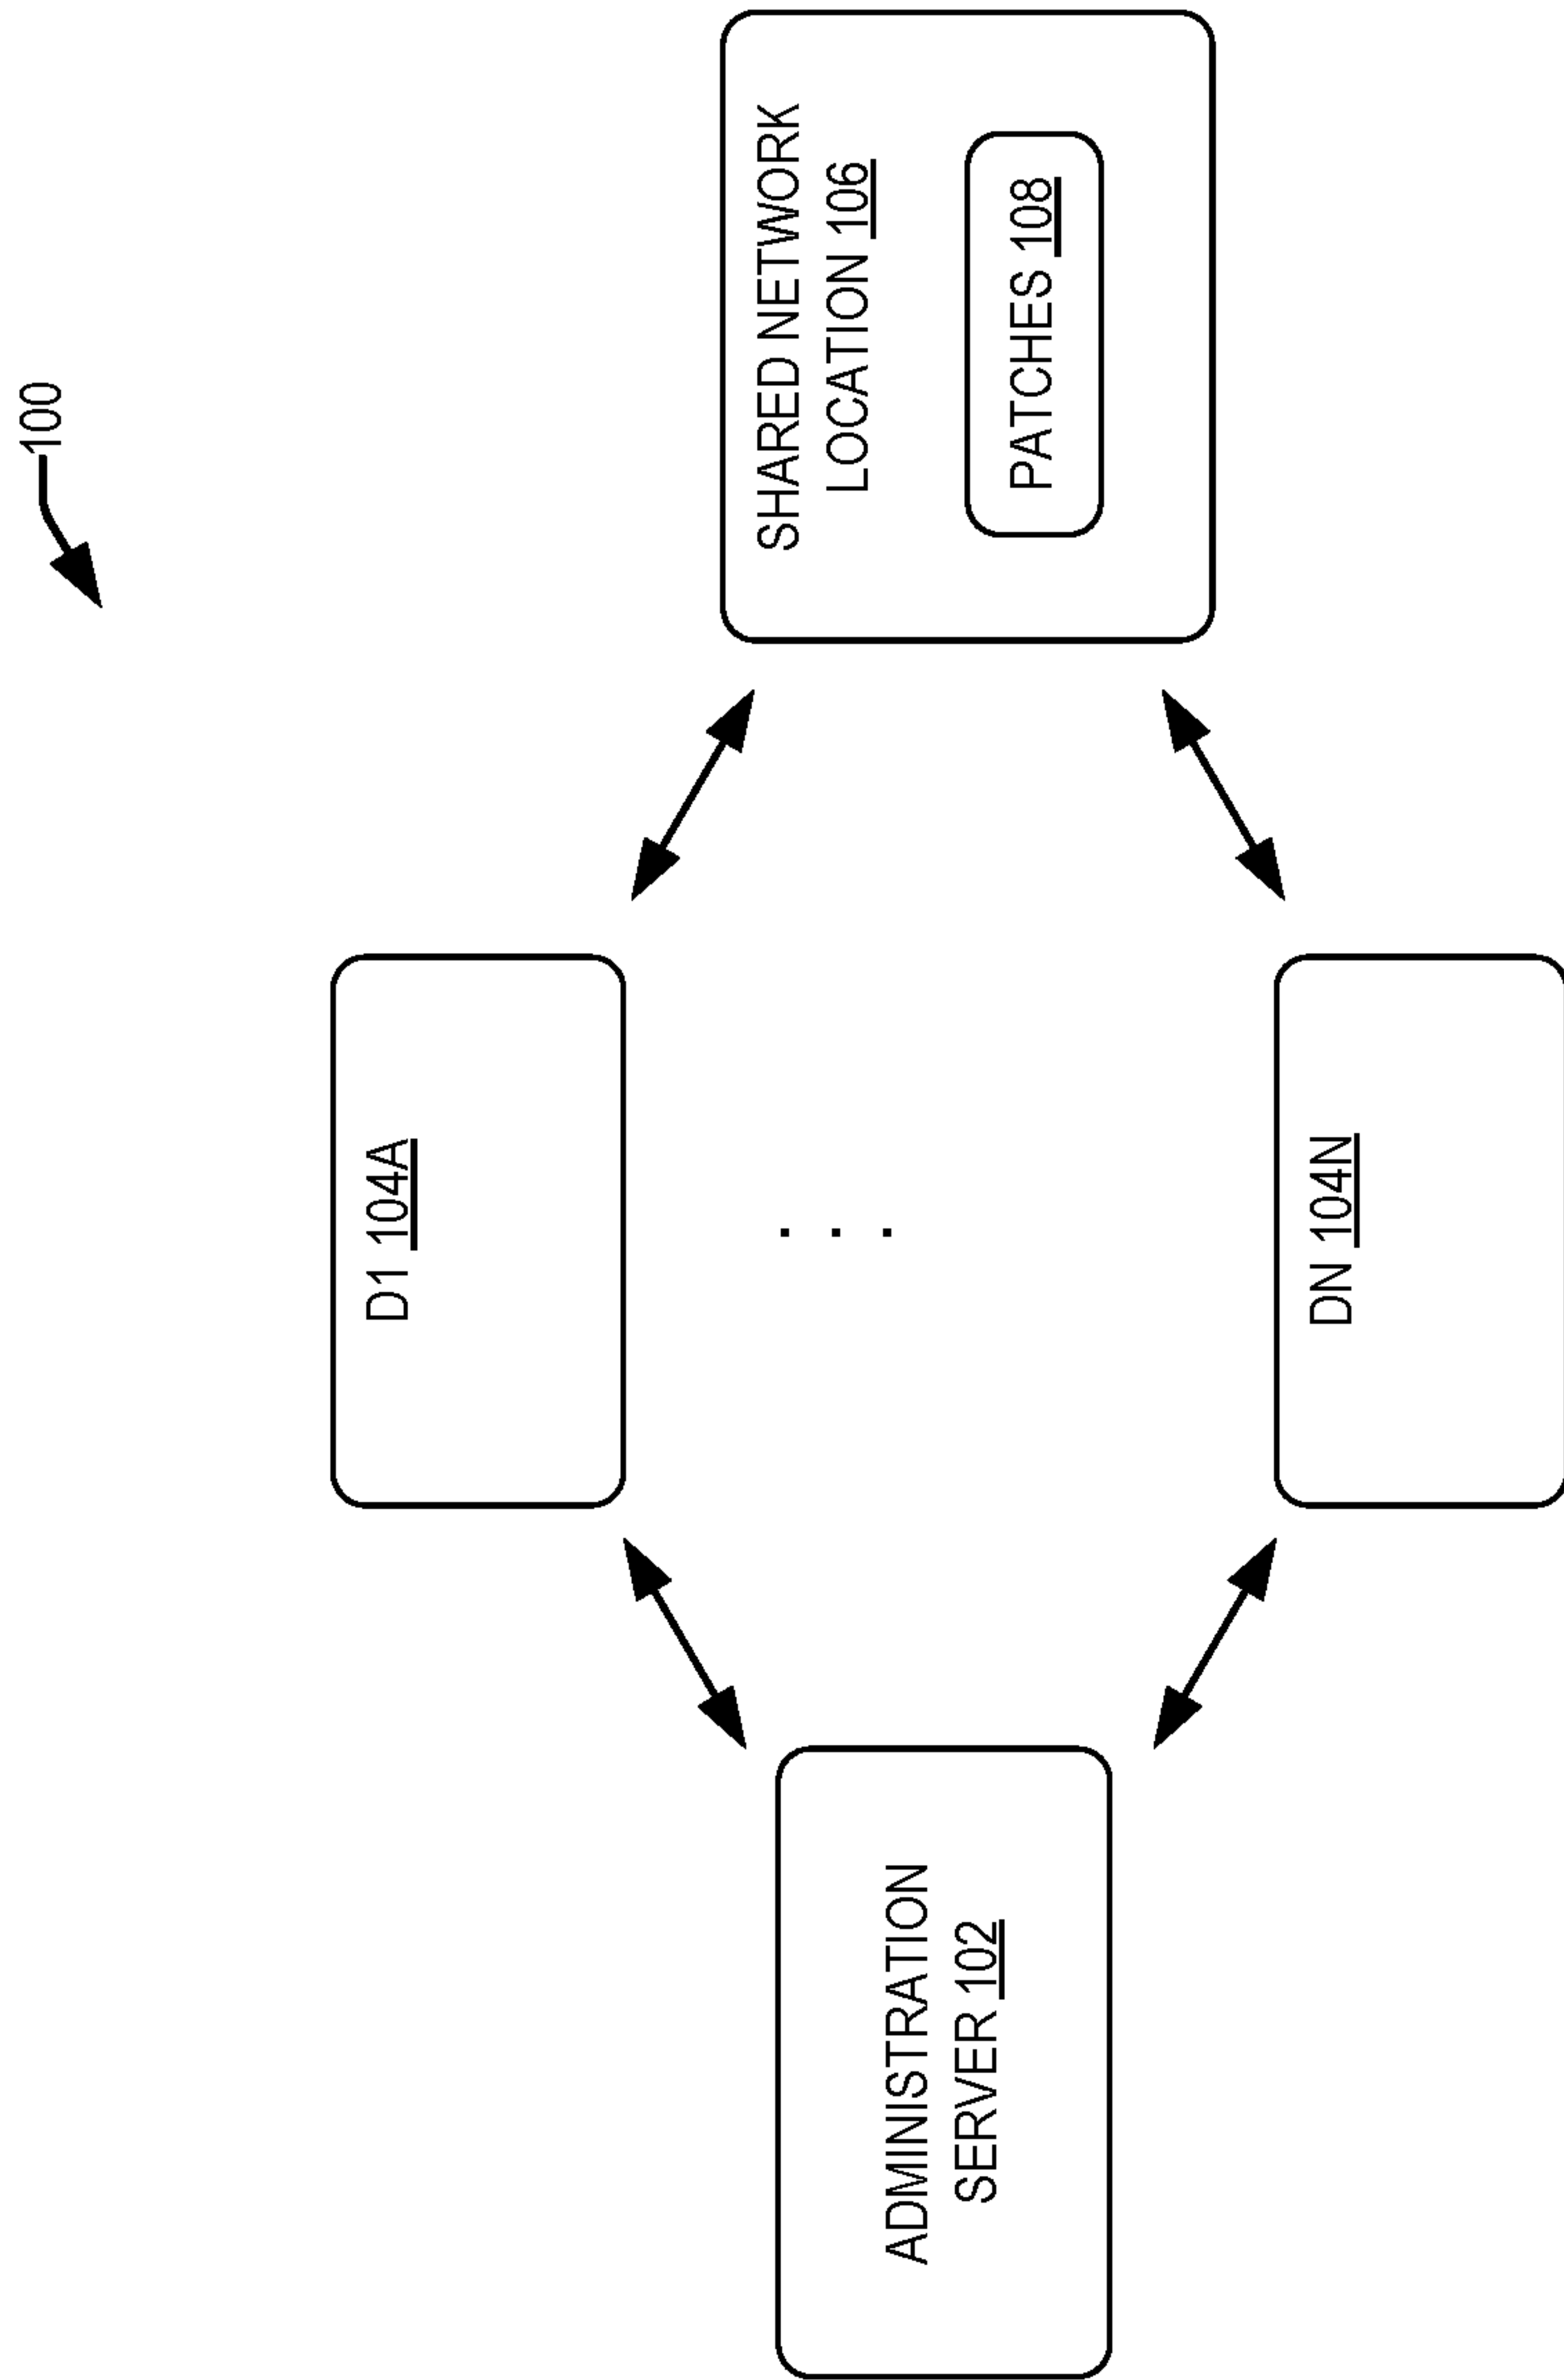 100
D1 104A
ADMINISTRATION
SERVER 102
. . .
SHARED NETWORK
LOCATION 106
PATCHES 108
DN 104N